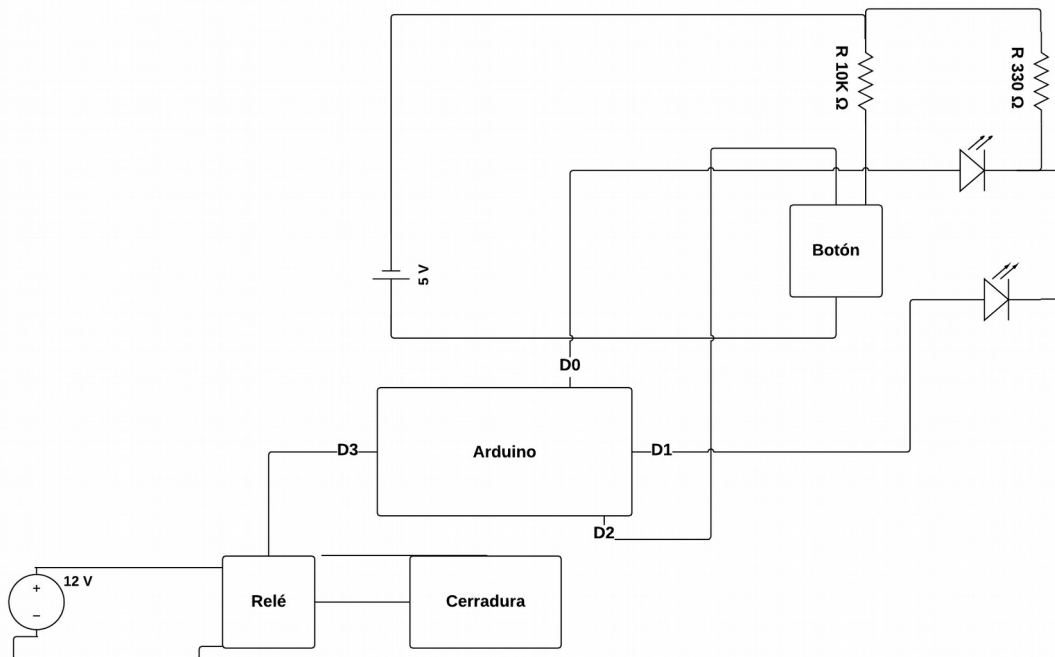 R 10K Ω
R 330 Ω
Botón
5 V
D0
D3
Arduino
D1
D2
12 V
+
−
Relé
Cerradura